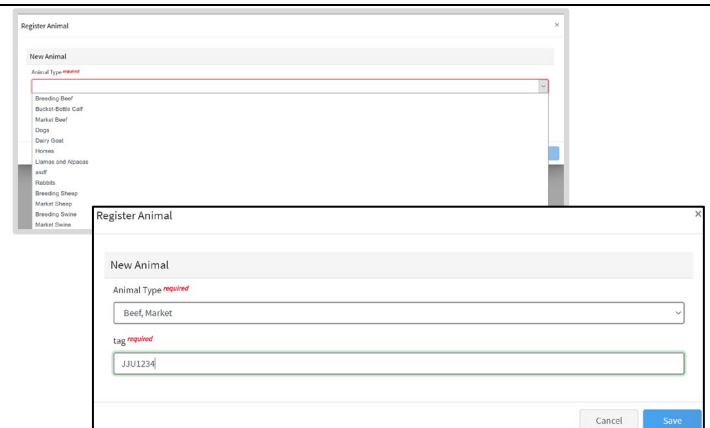 Register Animal ×
New Animal
Animal Type required
Breeding Beef
Bucket-Bottle Calf
Market Beef
Dogs
Dairy Goat
Horses
Llamas and Alpacas
asdf
Rabbits
Breeding Sheep
Market Sheep
Breeding Swine
Market Swine
Register Animal ×
New Animal
Animal Type required
Beef, Market
tag required
JJU1234
Cancel Save